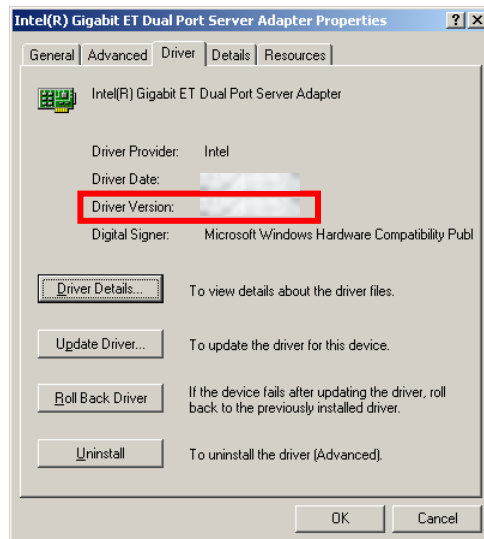 Intel(R) Gigabit ET Dual Port Server Adapter Properties
General Advanced Driver Details Resources
Intel(R) Gigabit ET Dual Port Server Adapter
Driver Provider: Intel
Driver Date:
Driver Version:
Digital Signer: Microsoft Windows Hardware Compatibility Publ
Driver Details... To view details about the driver files.
Update Driver... To update the driver for this device.
Roll Back Driver If the device fails after updating the driver, roll
back to the previously installed driver.
Uninstall To uninstall the driver (Advanced).
OK Cancel